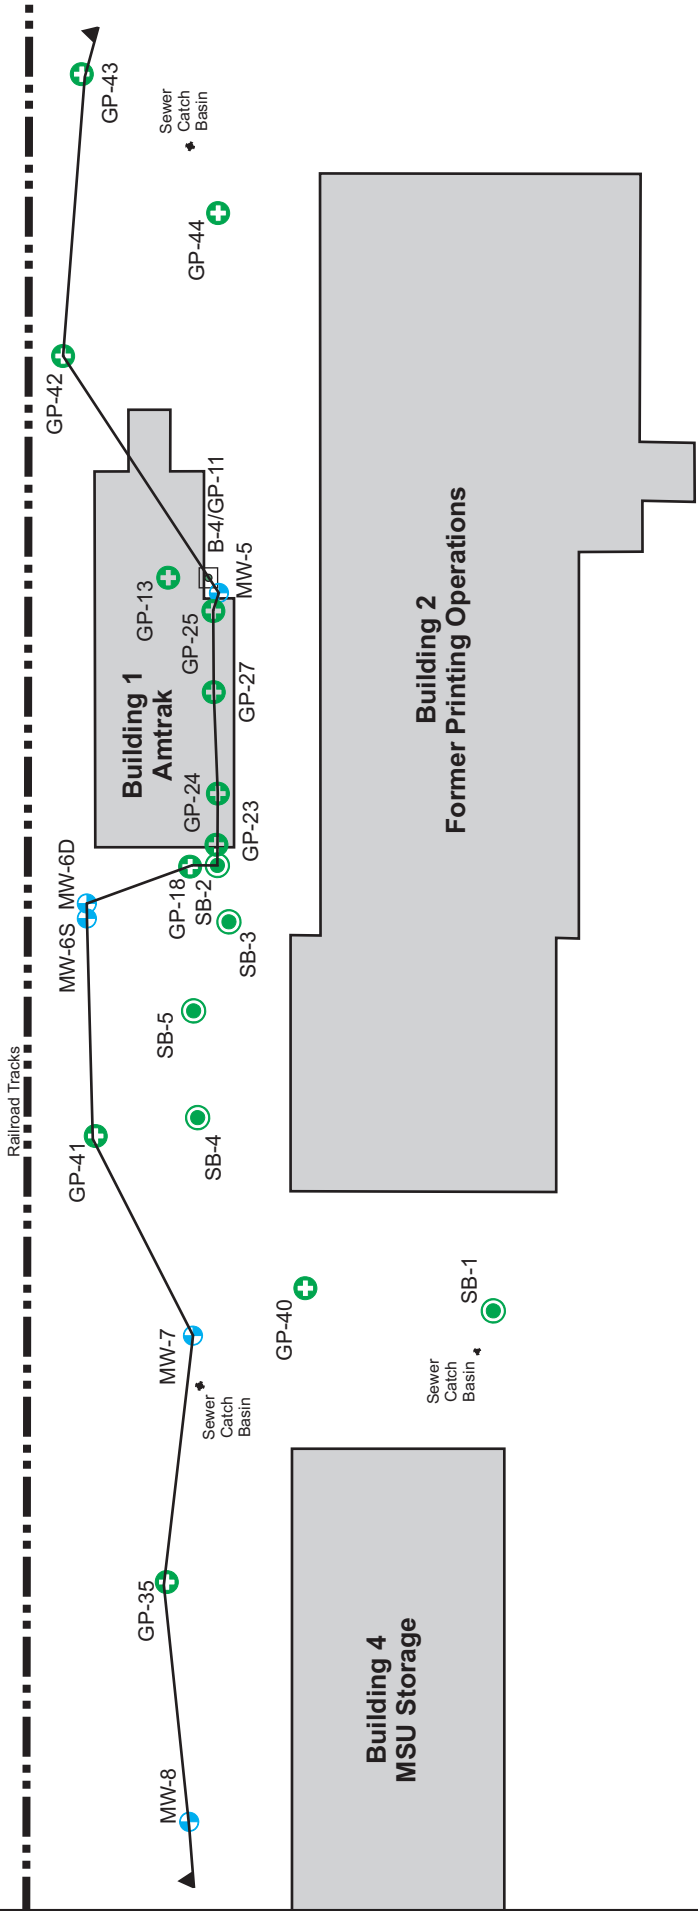 Railroad Tracks
MW-8
GP-35
MW-7
Sewer
Catch
Basin
GP-41
MW-6S
MW-6D
SB-4
SB-5
SB-3
GP-18
SB-2
GP-23
GP-24
GP-27
GP-25
MW-5
B-4/GP-11
GP-13
Building 1
Amtrak
GP-42
GP-44
GP-43
Sewer
Catch
Basin
Building 4
MSU Storage
GP-40
SB-1
Sewer
Catch
Basin
Building 2
Former Printing Operations